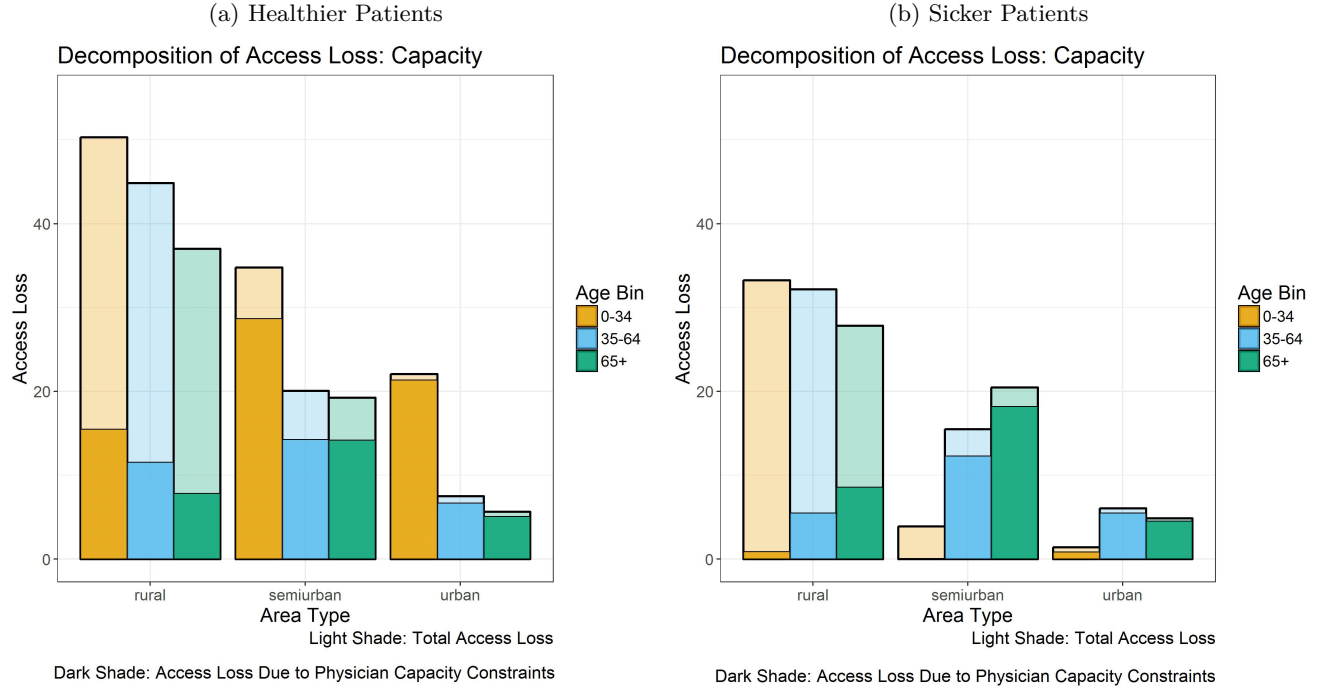 (a) Healthier Patients
Decomposition of Access Loss: Capacity
Access Loss
40
20
0
rural semiurban urban
Area Type
Light Shade: Total Access Loss
Dark Shade: Access Loss Due to Physician Capacity Constraints
Age Bin
0-34
35-64
65+
(b) Sicker Patients
Decomposition of Access Loss: Capacity
Access Loss
40
20
0
rural semiurban urban
Area Type
Light Shade: Total Access Loss
Dark Shade: Access Loss Due to Physician Capacity Constraints
Age Bin
0-34
35-64
65+